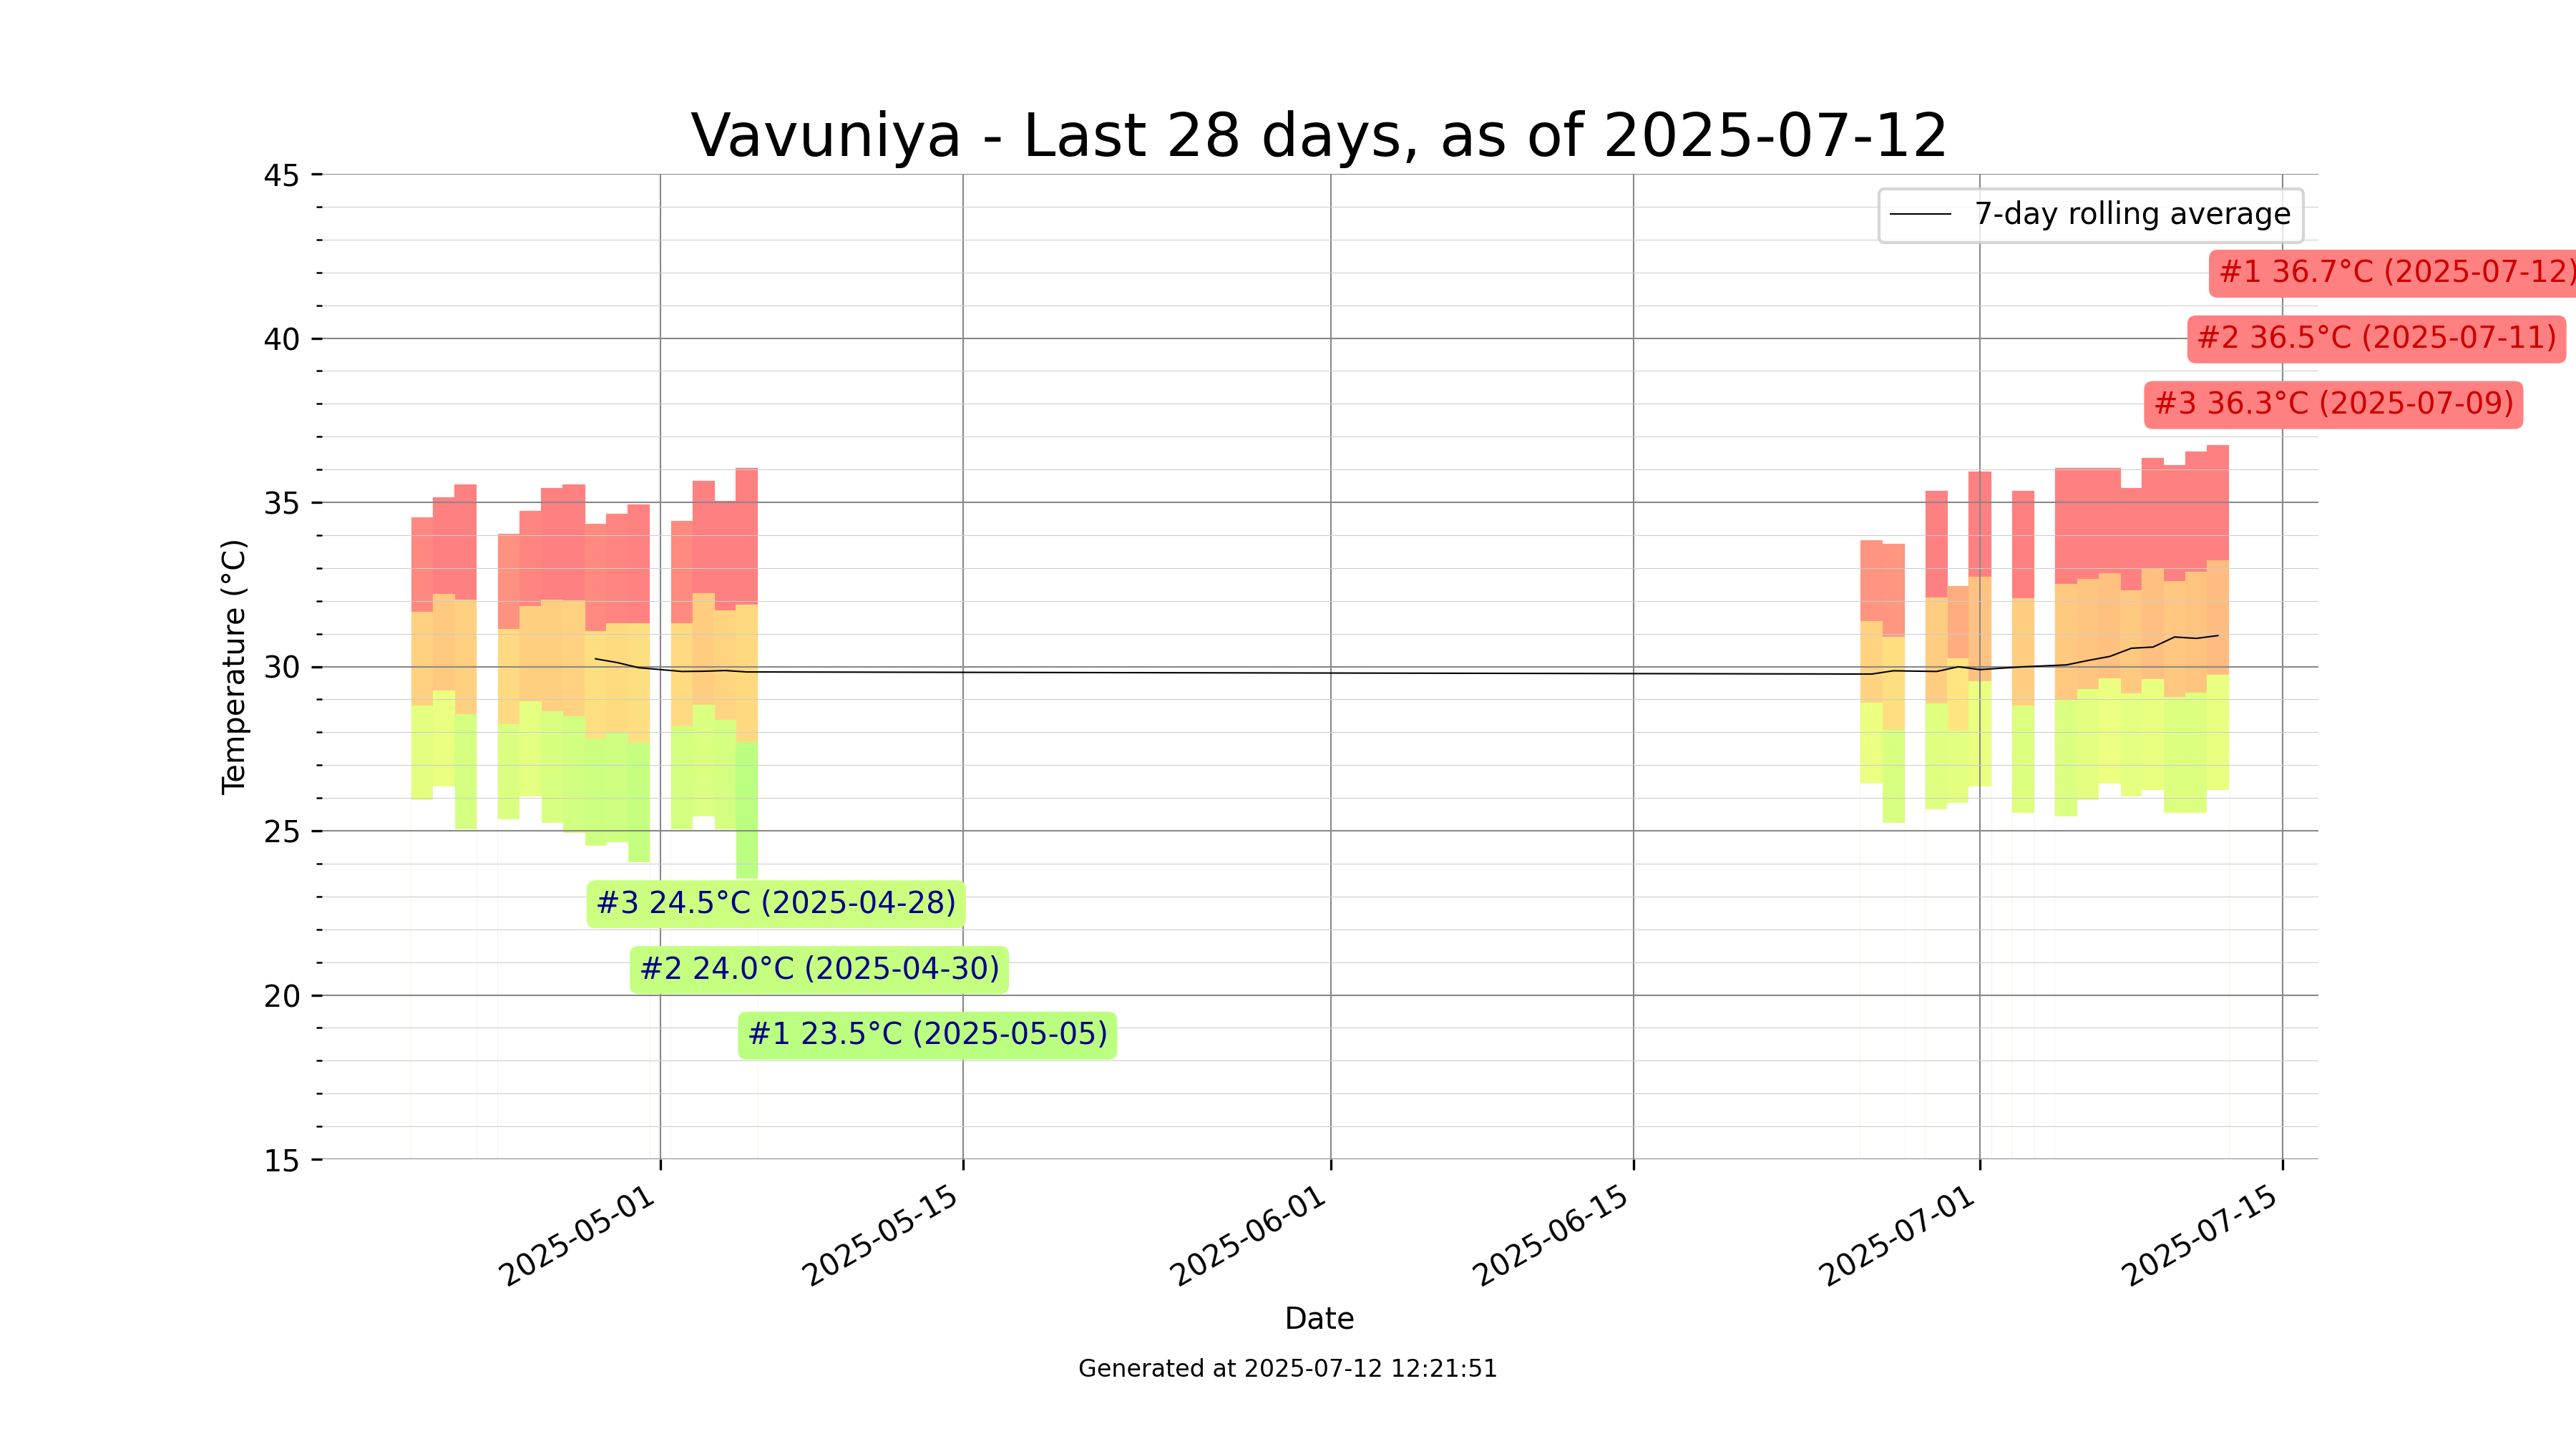 Vavuniya - Last 28 days, as of 2025-07-12
45
7-day rolling average
#1 36.7°C (2025-07-12)
40
#2 36.5°C (2025-07-11)
#3 36.3°C (2025-07-09)
35
30
25
20
15
Temperature (°C)
#3 24.5°C (2025-04-28)
#2 24.0°C (2025-04-30)
#1 23.5°C (2025-05-05)
2025-05-01
2025-05-15
2025-06-01
2025-06-15
2025-07-01
2025-07-15
Date
Generated at 2025-07-12 12:21:51